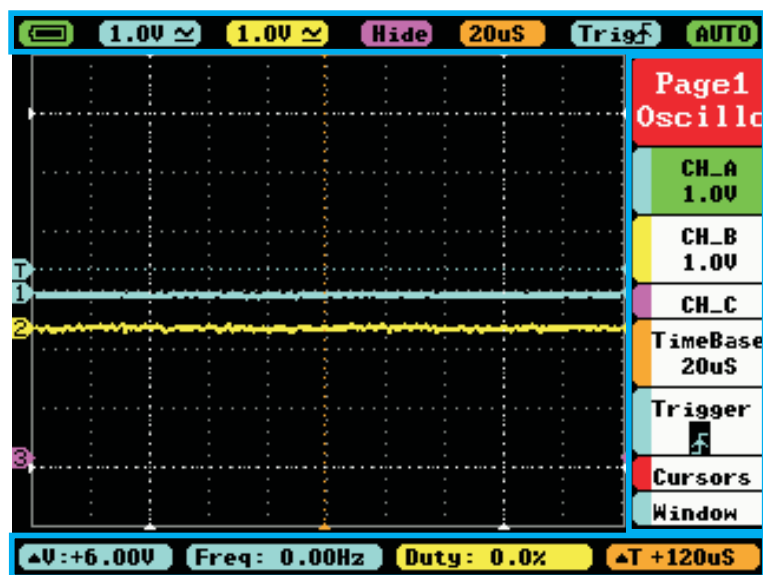 1.0V ≃ 1.0V ≃ Hide 20uS Trig AUTO
Page1
Oscillo
CH_A
1.0V
CH_B
1.0V
CH_C
TimeBase
20uS
Trigger
Cursors
Window
T
1
2
3
▲V:+6.00V Freq: 0.00Hz Duty: 0.0% ▲T +120uS